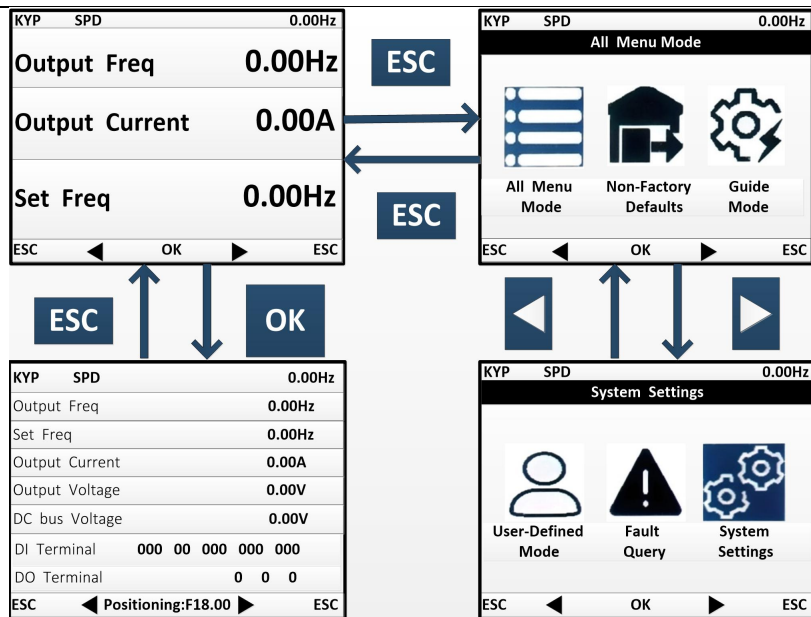 KYP SPD 0.00Hz
Output Freq 0.00Hz
Output Current 0.00A
Set Freq 0.00Hz
ESC OK ESC
ESC
ESC
KYP SPD 0.00Hz
All Menu Mode
All Menu Mode
Non-Factory Defaults
Guide Mode
ESC OK ESC
ESC
OK
KYP SPD 0.00Hz
Output Freq 0.00Hz
Set Freq 0.00Hz
Output Current 0.00A
Output Voltage 0.00V
DC bus Voltage 0.00V
DI Terminal 000 00 000 000 000
DO Terminal 0 0 0
ESC Positioning:F18.00 ESC
KYP SPD 0.00Hz
System Settings
User-Defined Mode
Fault Query
System Settings
ESC OK ESC